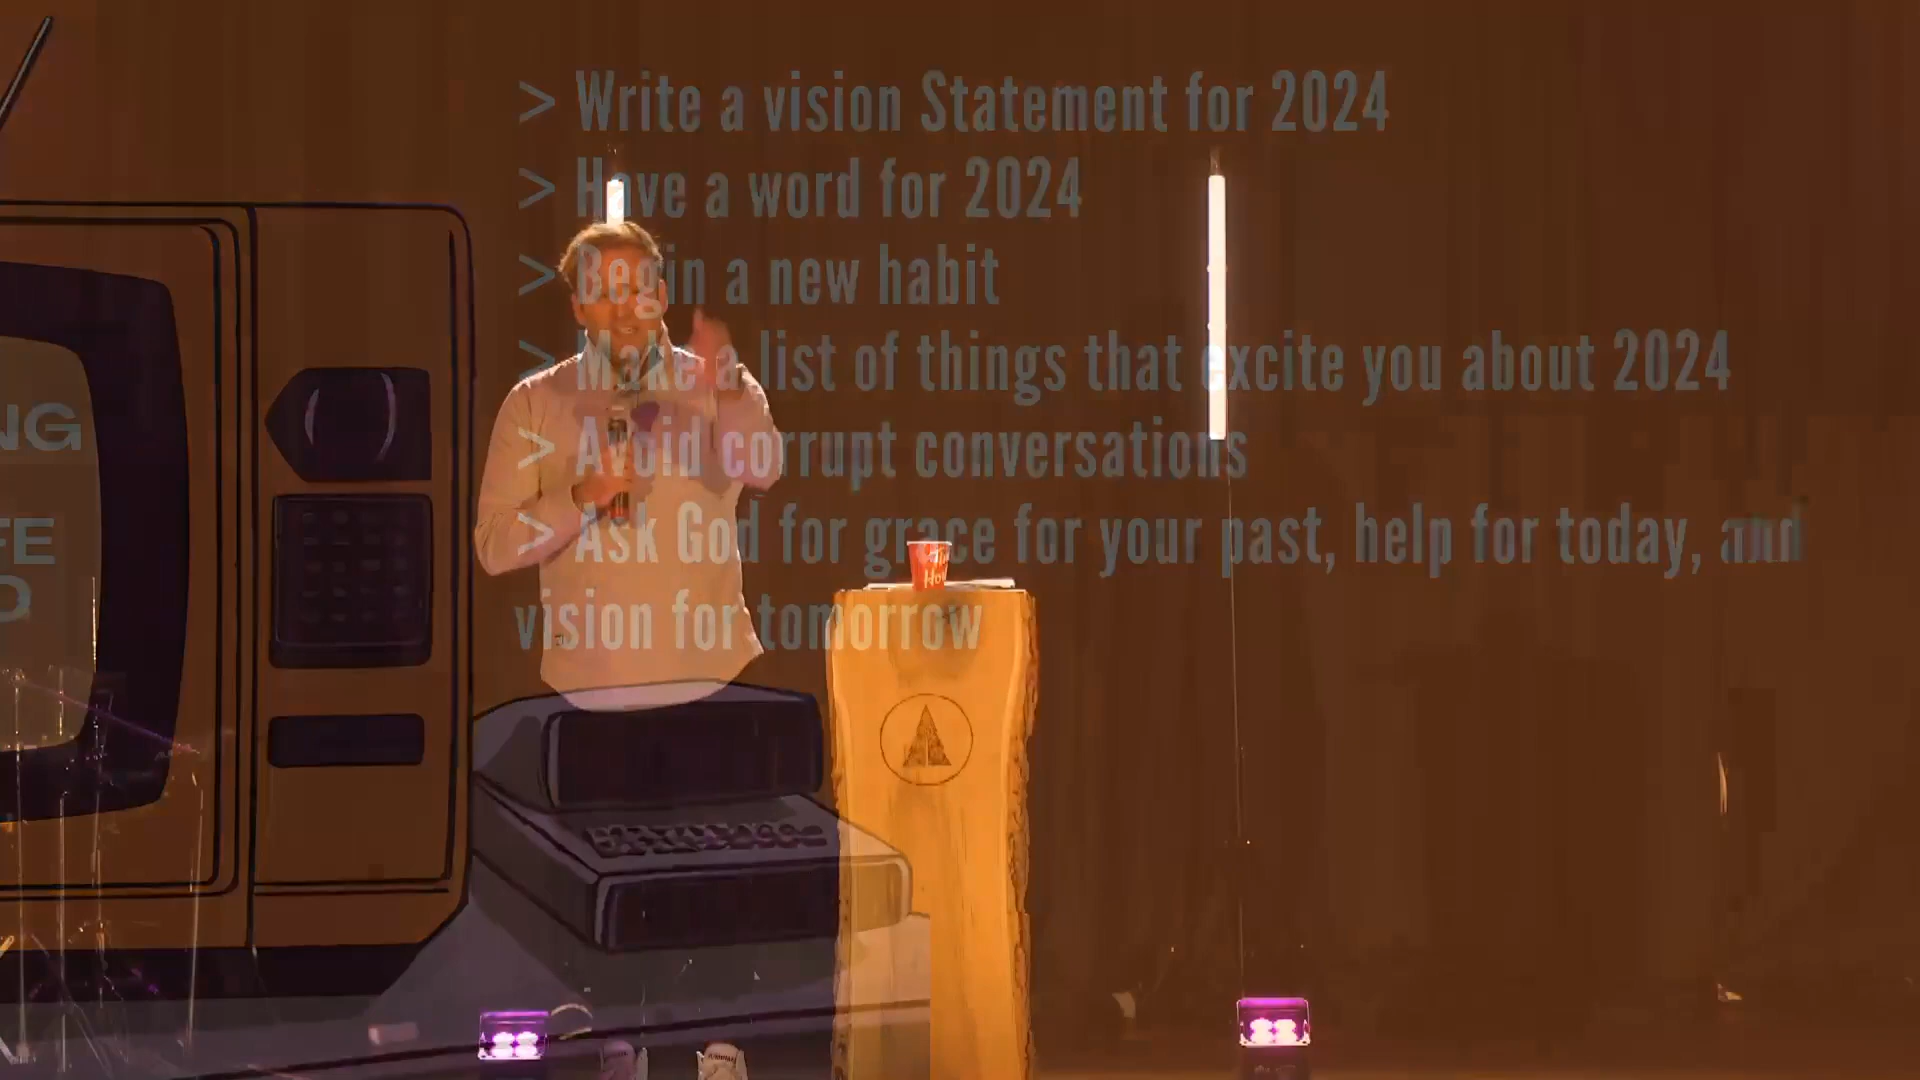 > Write a vision Statement for 2024
> Have a word for 2024
> Begin a new habit
> Make a list of things that excite you about 2024
> Avoid corrupt conversations
> Ask God for grace for your past, help for today, and
vision for tomorrow
NG
FE